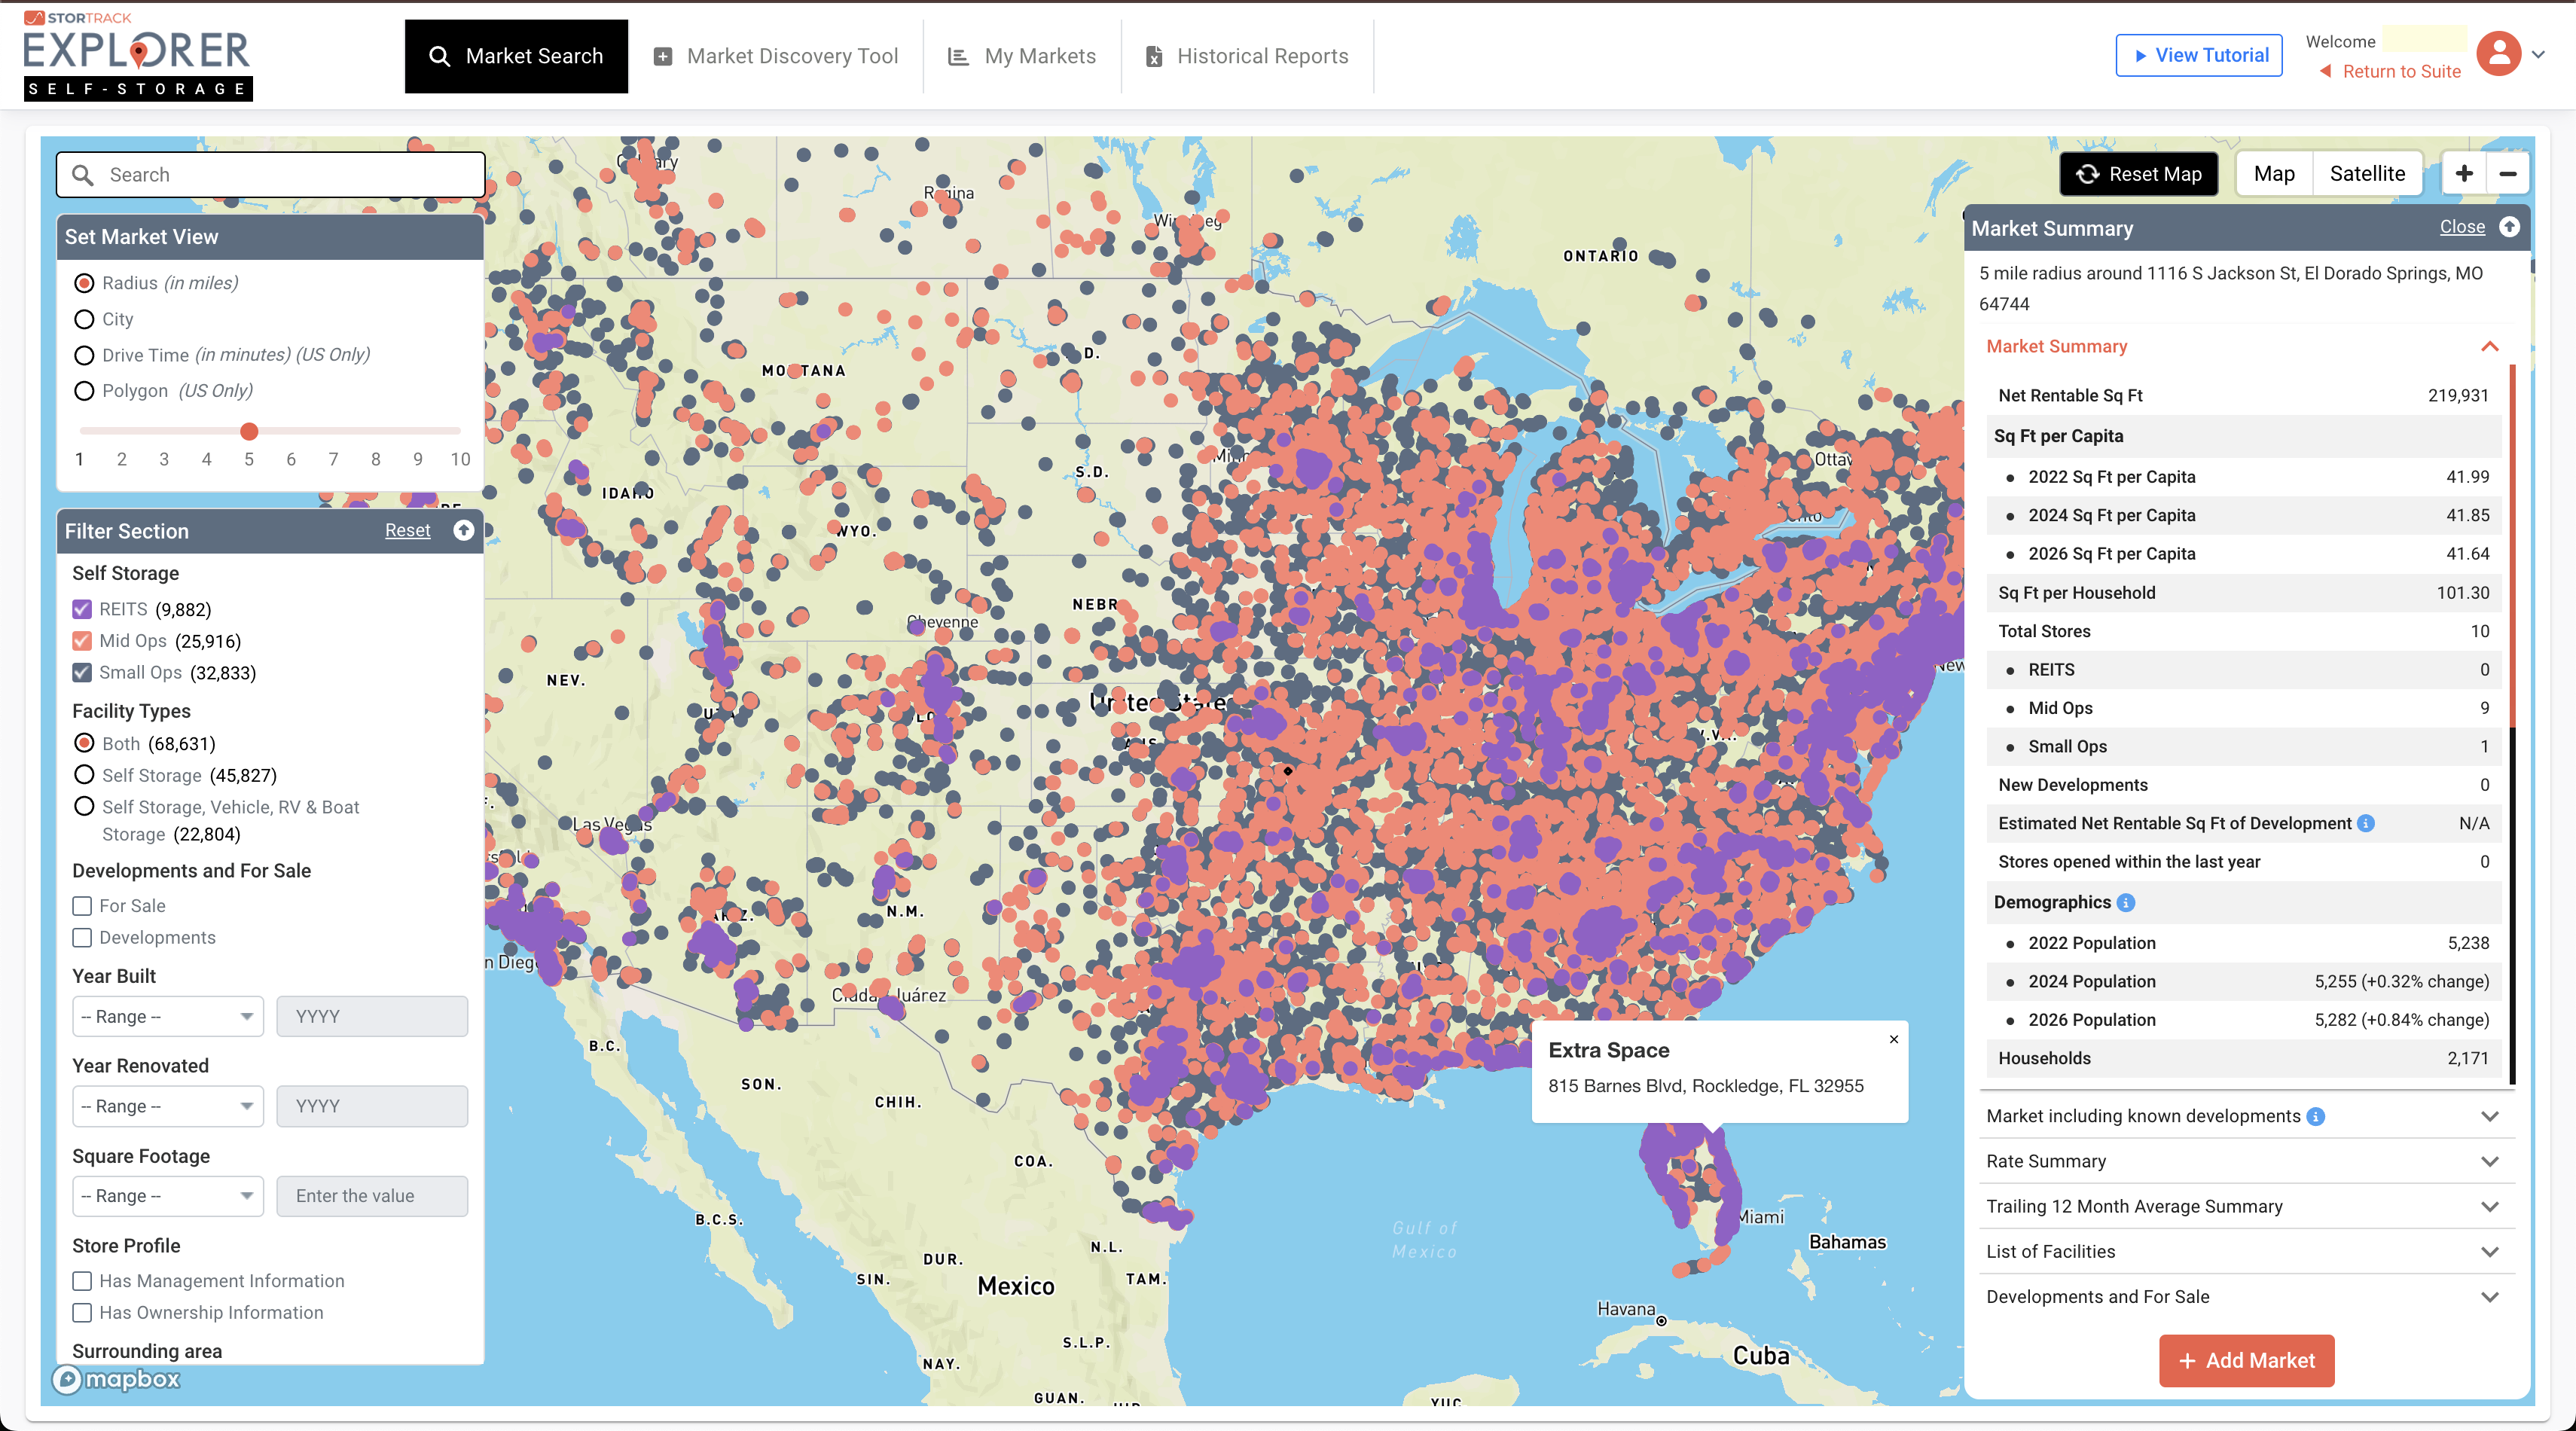 STORTRACK
EXPLORER
SELF-STORAGE
Market Search
Market Discovery Tool
My Markets
Historical Reports
View Tutorial
Welcome
Return to Suite
Search
Set Market View
Radius (in miles)
City
Drive Time (in minutes) (US Only)
Polygon (US Only)
1 2 3 4 5 6 7 8 9 10
Filter Section Reset
Self Storage
REITS (9,882)
Mid Ops (25,916)
Small Ops (32,833)
Facility Types
Both (68,631)
Self Storage (45,827)
Self Storage, Vehicle, RV & Boat
Storage (22,804)
Developments and For Sale
For Sale
Developments
Year Built
-- Range -- YYYY
Year Renovated
-- Range -- YYYY
Square Footage
-- Range -- Enter the value
Store Profile
Has Management Information
Has Ownership Information
Surrounding area
mapbox
Regina
ONTARIO
MONTANA
D.
S.D.
IDAHO
WYO.
NEBR
Cheyenne
NEV.
United State
Las Vegas
ARIZ.
N.M.
n Dieg
Ciudad Juárez
B.C.
SON.
CHIH.
COA.
B.C.S.
N.L.
DUR.
SIN.
TAM.
Mexico
S.L.P.
NAY.
GUAN.
Gulf of
Mexico
Miami
Bahamas
Havana
Cuba
YUC
Ottav
New
Extra Space
×
815 Barnes Blvd, Rockledge, FL 32955
Reset Map
Map
Satellite
+ −
Market Summary Close
5 mile radius around 1116 S Jackson St, El Dorado Springs, MO
64744
Market Summary
Net Rentable Sq Ft 219,931
Sq Ft per Capita
• 2022 Sq Ft per Capita 41.99
• 2024 Sq Ft per Capita 41.85
• 2026 Sq Ft per Capita 41.64
Sq Ft per Household 101.30
Total Stores 10
• REITS 0
• Mid Ops 9
• Small Ops 1
New Developments 0
Estimated Net Rentable Sq Ft of Development i N/A
Stores opened within the last year 0
Demographics i
• 2022 Population 5,238
• 2024 Population 5,255 (+0.32% change)
• 2026 Population 5,282 (+0.84% change)
Households 2,171
Market including known developments i
Rate Summary
Trailing 12 Month Average Summary
List of Facilities
Developments and For Sale
+ Add Market